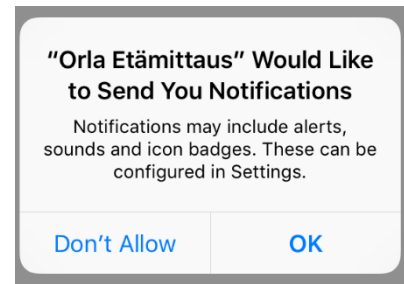 “Orla Etämittaus” Would Like
to Send You Notifications
Notifications may include alerts,
sounds and icon badges. These can be
configured in Settings.
Don’t Allow
OK